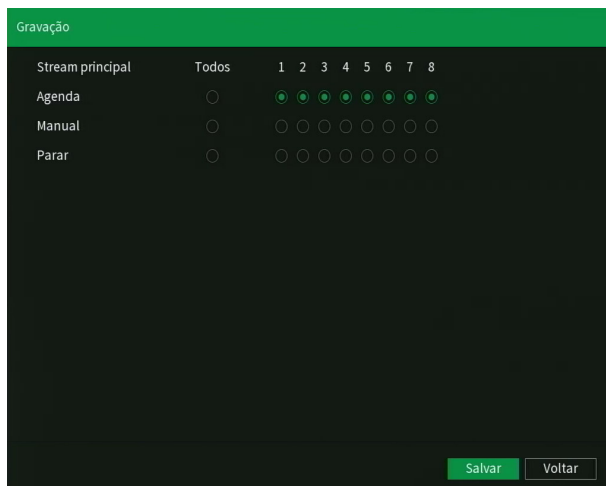 Gravação
Stream principal Todos 1 2 3 4 5 6 7 8
Agenda
Manual
Parar
Salvar Voltar